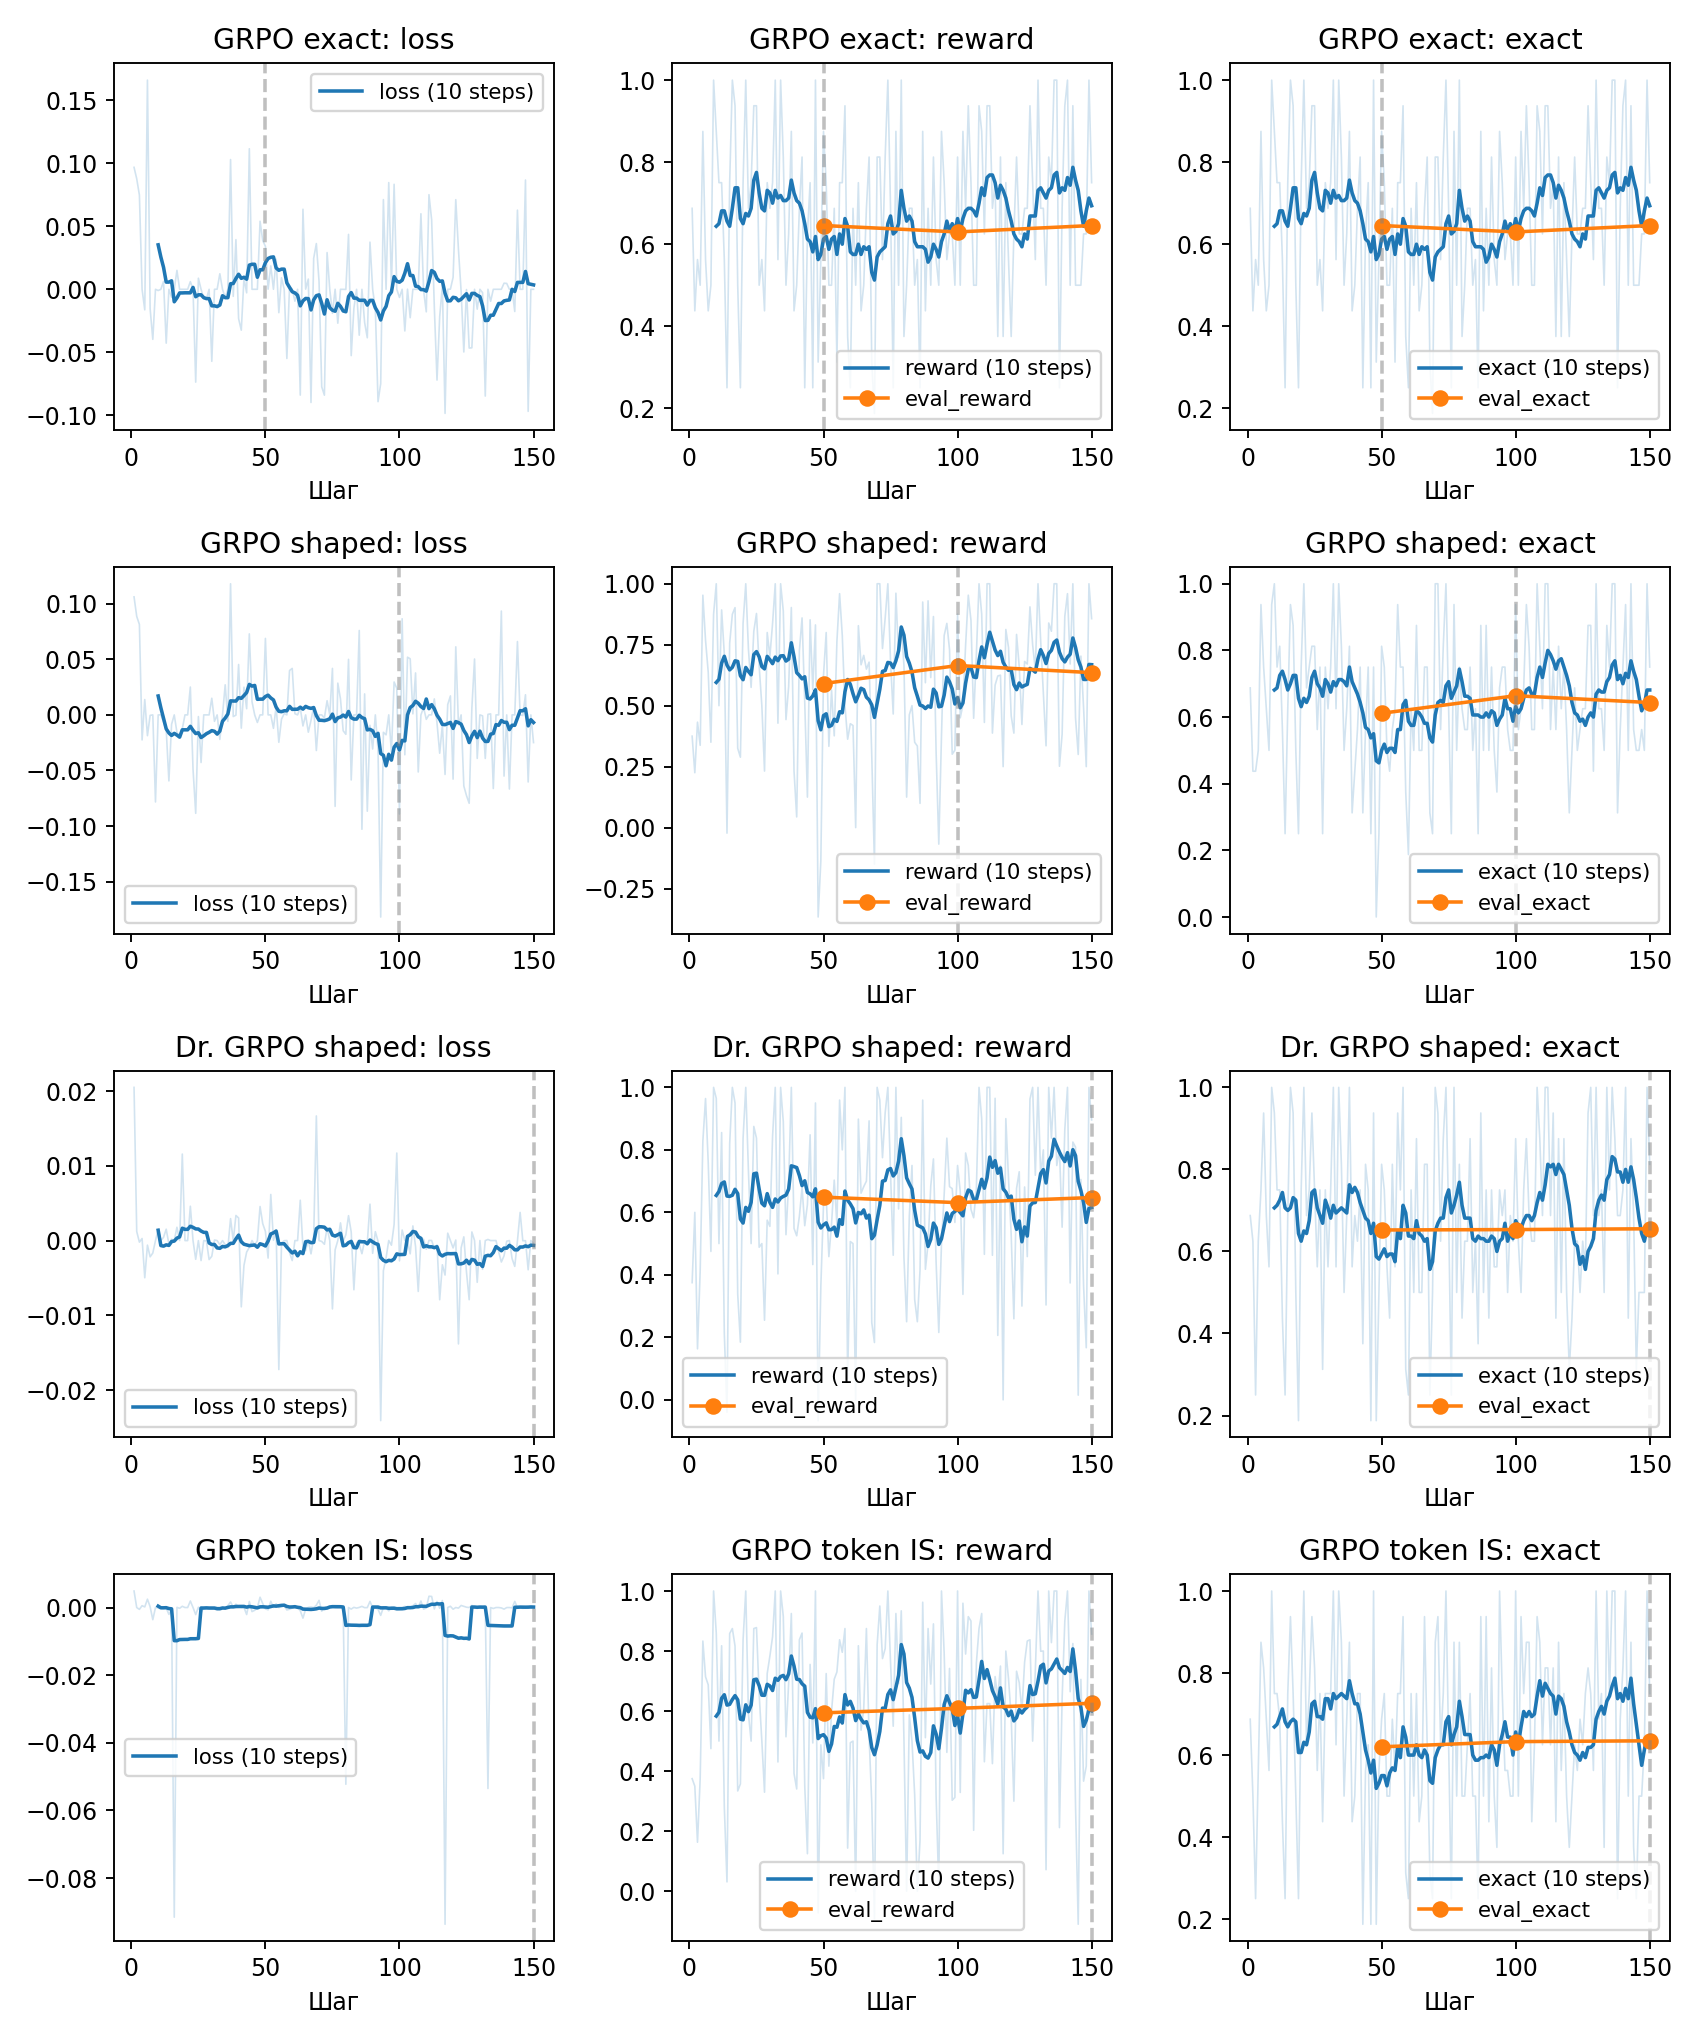 GRPO exact: loss
0.15
0.10
0.05
0.00
−0.05
−0.10
loss (10 steps)
0 50 100 150
Шаг
GRPO exact: reward
1.0
0.8
0.6
0.4
0.2
reward (10 steps)
eval_reward
0 50 100 150
Шаг
GRPO exact: exact
1.0
0.8
0.6
0.4
0.2
exact (10 steps)
eval_exact
0 50 100 150
Шаг
GRPO shaped: loss
0.10
0.05
0.00
−0.05
−0.10
−0.15
loss (10 steps)
0 50 100 150
Шаг
GRPO shaped: reward
1.00
0.75
0.50
0.25
0.00
−0.25
reward (10 steps)
eval_reward
0 50 100 150
Шаг
GRPO shaped: exact
1.0
0.8
0.6
0.4
0.2
0.0
exact (10 steps)
eval_exact
0 50 100 150
Шаг
Dr. GRPO shaped: loss
0.02
0.01
0.00
−0.01
−0.02
loss (10 steps)
0 50 100 150
Шаг
Dr. GRPO shaped: reward
1.0
0.8
0.6
0.4
0.2
0.0
reward (10 steps)
eval_reward
0 50 100 150
Шаг
Dr. GRPO shaped: exact
1.0
0.8
0.6
0.4
0.2
exact (10 steps)
eval_exact
0 50 100 150
Шаг
GRPO token IS: loss
0.00
−0.02
−0.04
−0.06
−0.08
loss (10 steps)
0 50 100 150
Шаг
GRPO token IS: reward
1.0
0.8
0.6
0.4
0.2
0.0
reward (10 steps)
eval_reward
0 50 100 150
Шаг
GRPO token IS: exact
1.0
0.8
0.6
0.4
0.2
exact (10 steps)
eval_exact
0 50 100 150
Шаг